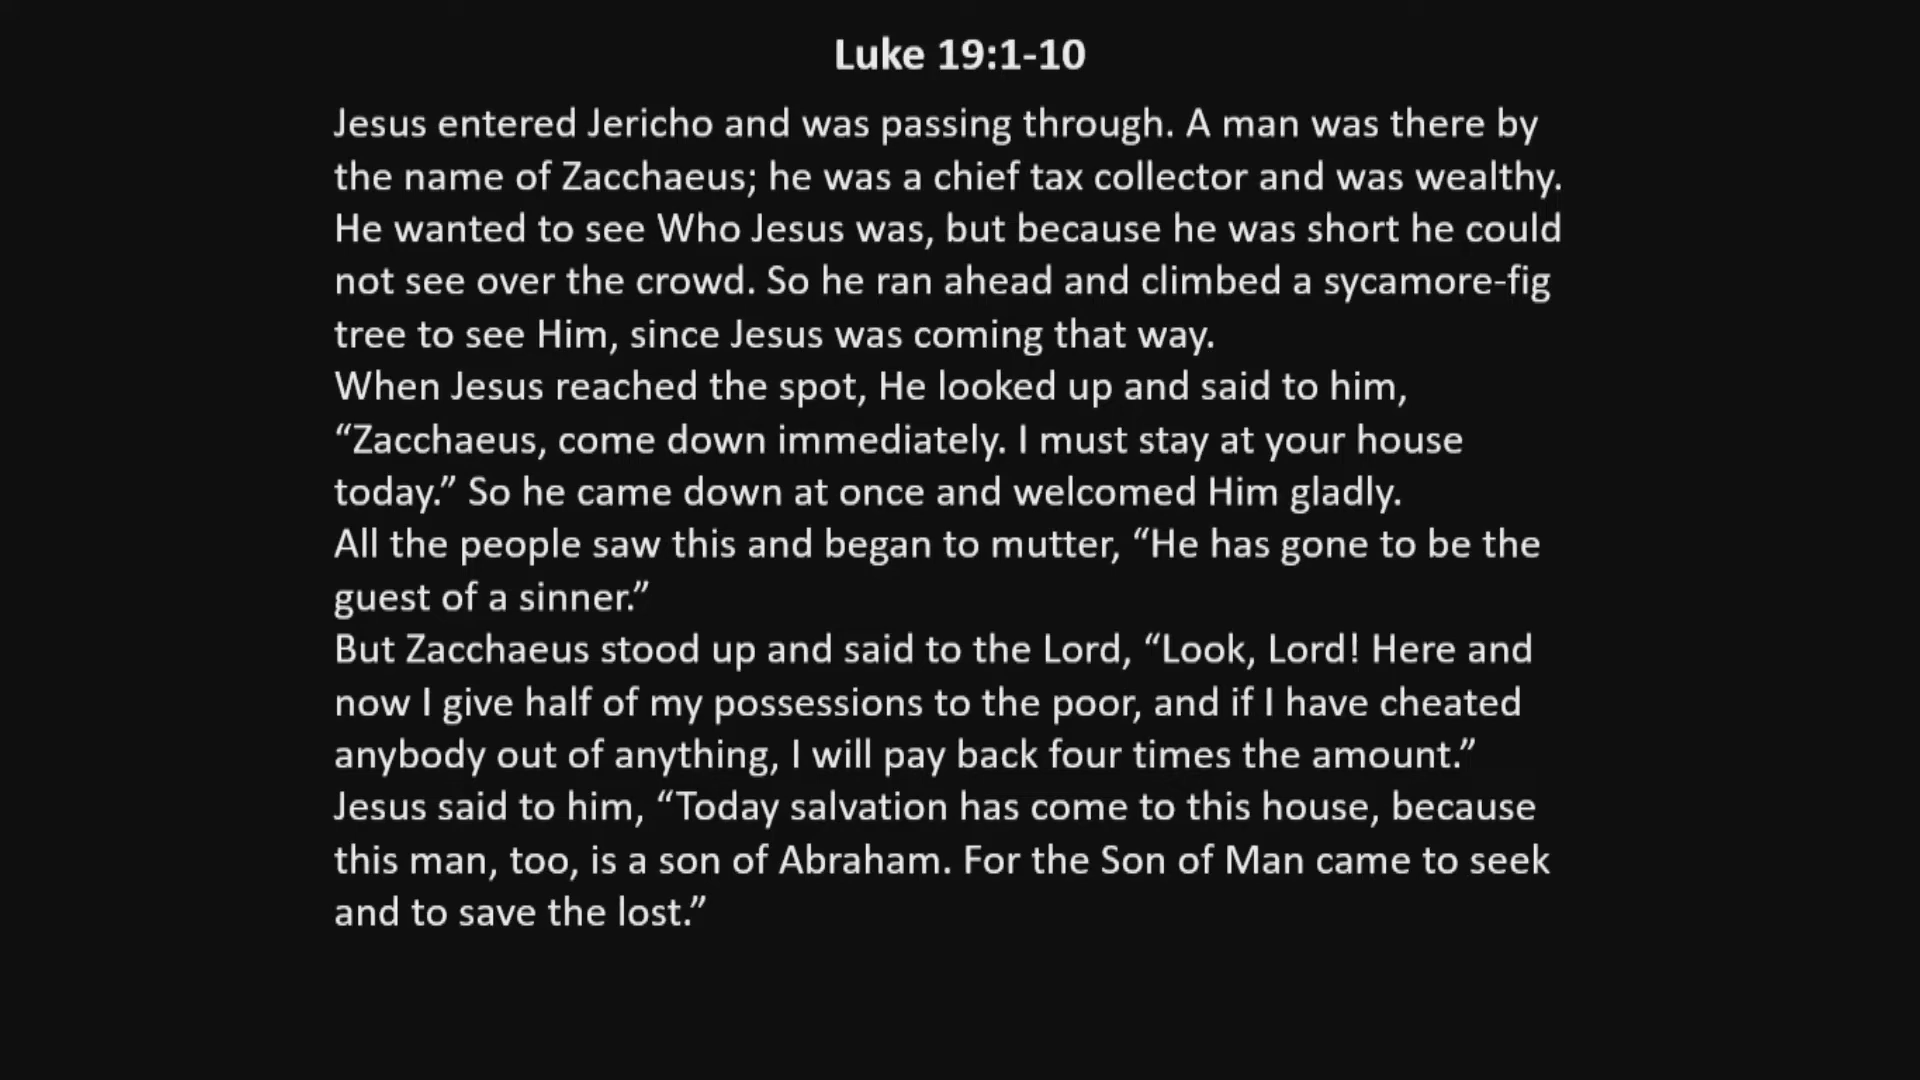 Luke 19:1-10
Jesus entered Jericho and was passing through. A man was there by
the name of Zacchaeus; he was a chief tax collector and was wealthy.
He wanted to see Who Jesus was, but because he was short he could
not see over the crowd. So he ran ahead and climbed a sycamore-fig
tree to see Him, since Jesus was coming that way.
When Jesus reached the spot, He looked up and said to him,
“Zacchaeus, come down immediately. I must stay at your house
today.” So he came down at once and welcomed Him gladly.
All the people saw this and began to mutter, “He has gone to be the
guest of a sinner.”
But Zacchaeus stood up and said to the Lord, “Look, Lord! Here and
now I give half of my possessions to the poor, and if I have cheated
anybody out of anything, I will pay back four times the amount.”
Jesus said to him, “Today salvation has come to this house, because
this man, too, is a son of Abraham. For the Son of Man came to seek
and to save the lost.”